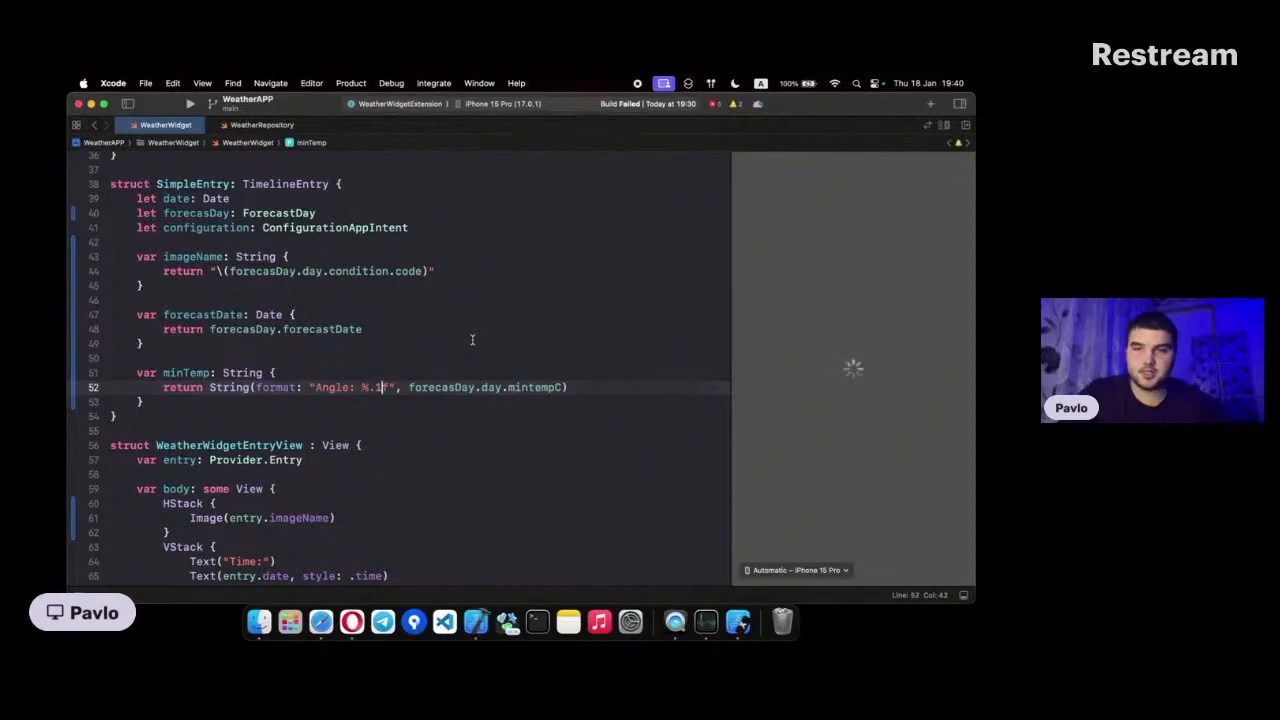 Restream
Xcode File Edit View Find Navigate Editor Product Debug Integrate Window Help A 100% Thu 18 Jan 19:40
WeatherAPP
main
WeatherWidgetExtension iPhone 15 Pro (17.0.1) Build Failed | Today at 19:30 2
WeatherWidget WeatherRepository
WeatherAPP WeatherWidget WeatherWidget P minTemp
36 }
37
38 struct SimpleEntry: TimelineEntry {
39 let date: Date
40 let forecasDay: ForecastDay
41 let configuration: ConfigurationAppIntent
42
43 var imageName: String {
44 return "\(forecasDay.day.condition.code)"
45 }
46
47 var forecastDate: Date {
48 return forecasDay.forecastDate
49 }
50
51 var minTemp: String {
52 return String(format: "Angle: %.1f", forecasDay.day.mintempC)
53 }
54 }
55
56 struct WeatherWidgetEntryView : View {
57 var entry: Provider.Entry
58
59 var body: some View {
60 HStack {
61 Image(entry.imageName)
62 }
63 VStack {
64 Text("Time:")
65 Text(entry.date, style: .time)
Automatic – iPhone 15 Pro
Line: 52 Col: 42
Pavlo
Pavlo